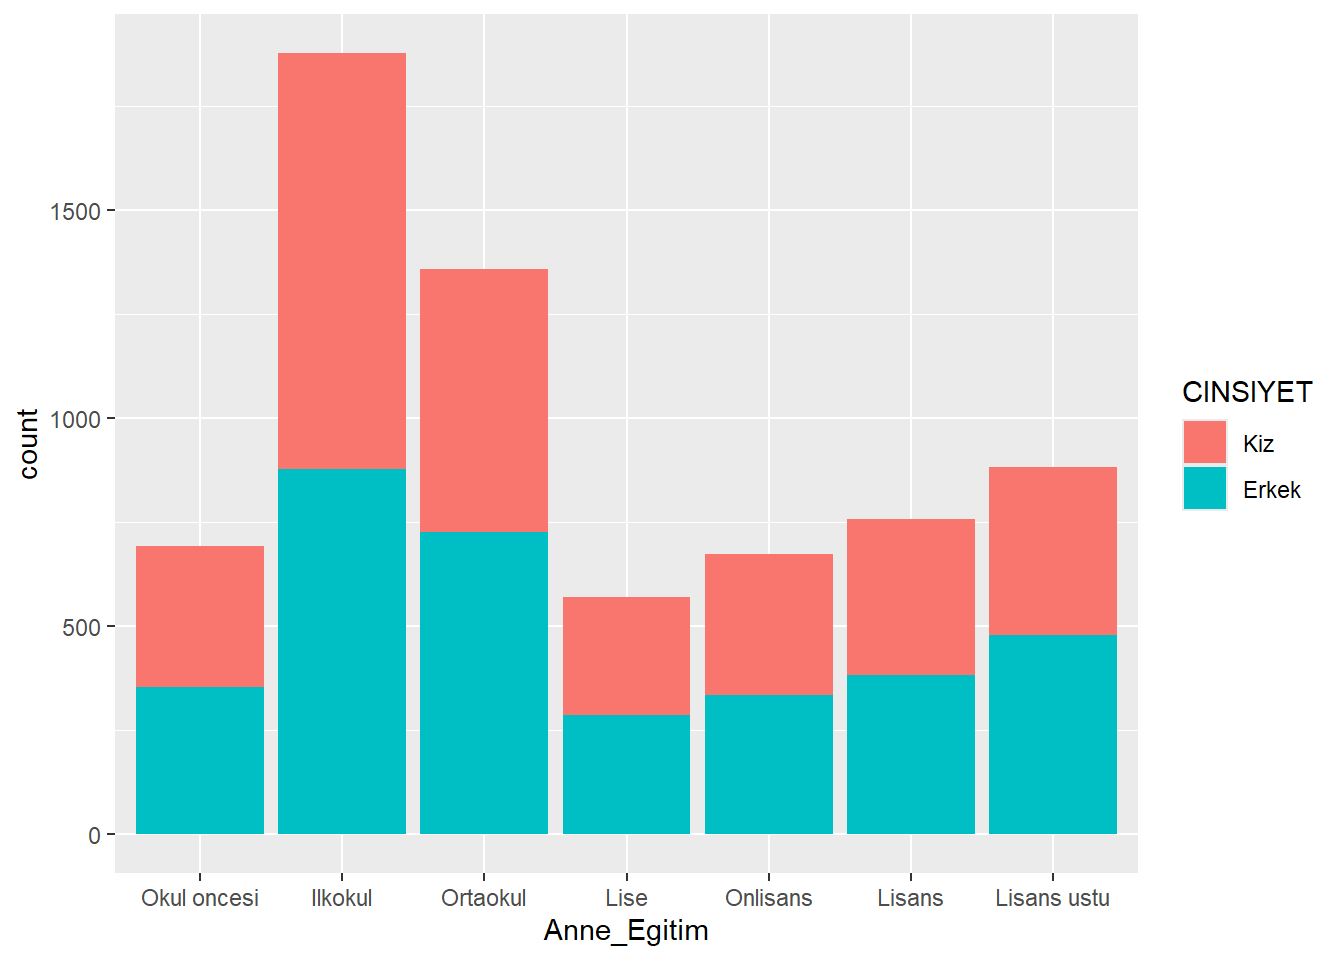 count
1500
1000
500
0
Okul oncesi Ilkokul Ortaokul Lise Onlisans Lisans Lisans ustu
Anne_Egitim
CINSIYET
Kiz
Erkek